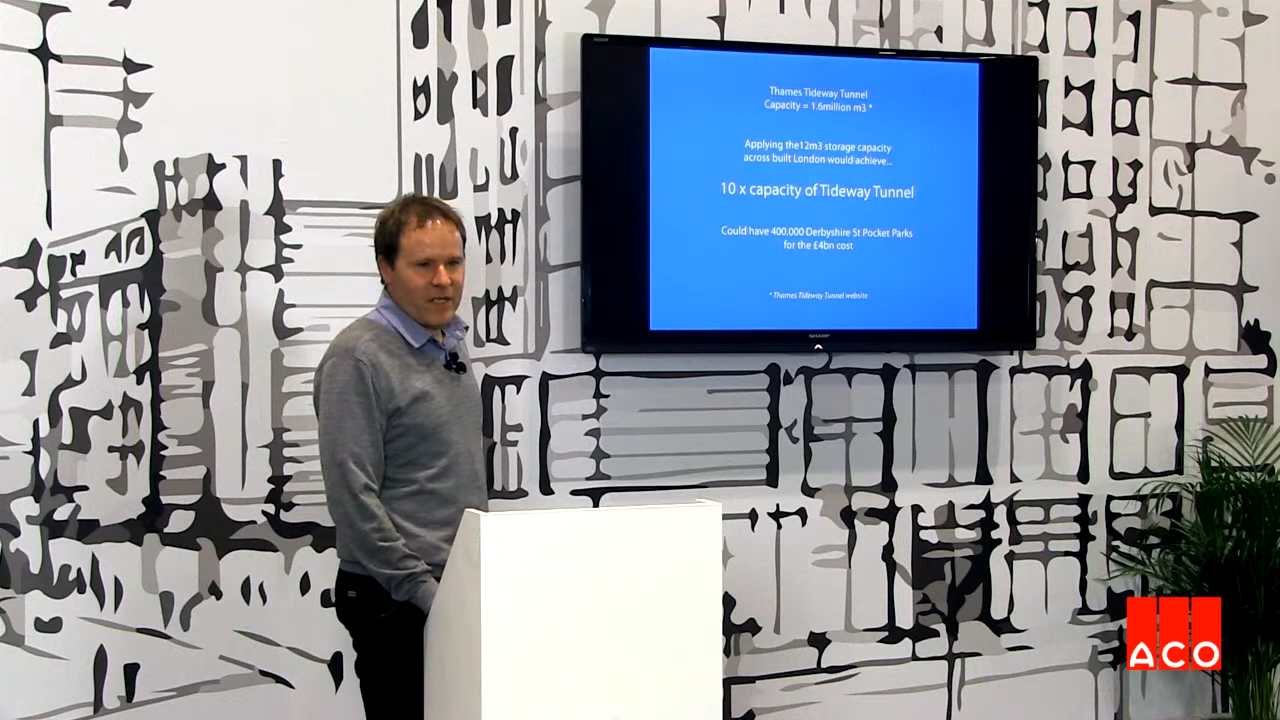 Thames Tideway Tunnel
Capacity = 1.6million m3 *
Applying the12m3 storage capacity
across built London would achieve...
10 x capacity of Tideway Tunnel
Could have 400,000 Derbyshire St Pocket Parks
for the £4bn cost
* Thames Tideway Tunnel website
SHARP
ACO